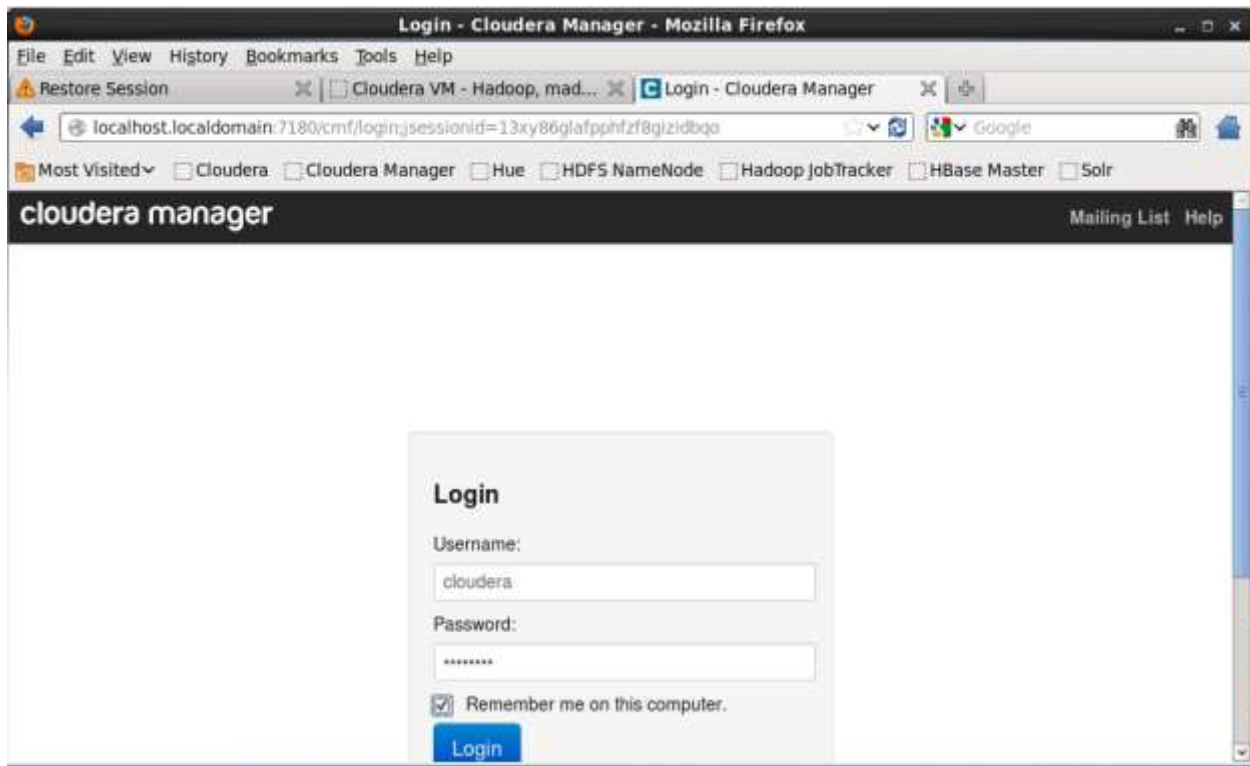 Login - Cloudera Manager - Mozilla Firefox
File Edit View History Bookmarks Tools Help
Restore Session Cloudera VM - Hadoop, mad... Login - Cloudera Manager
localhost.localdomain:7180/cmf/login; Google
Most Visited Cloudera Cloudera Manager Hue HDFS NameNode Hadoop JobTracker HBase Master Solr
cloudera manager Mailing List Help
Login
Username:
cloudera
Password:
••••••••
Remember me on this computer.
Login